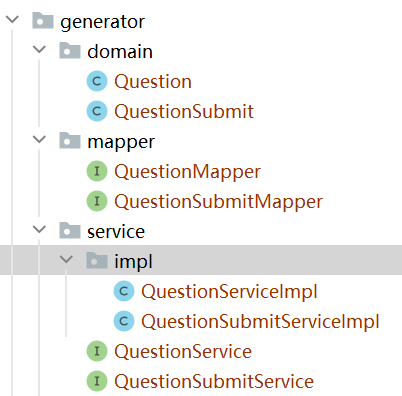 generator
domain
C Question
C QuestionSubmit
mapper
I QuestionMapper
I QuestionSubmitMapper
service
impl
C QuestionServiceImpl
C QuestionSubmitServiceImpl
I QuestionService
I QuestionSubmitService